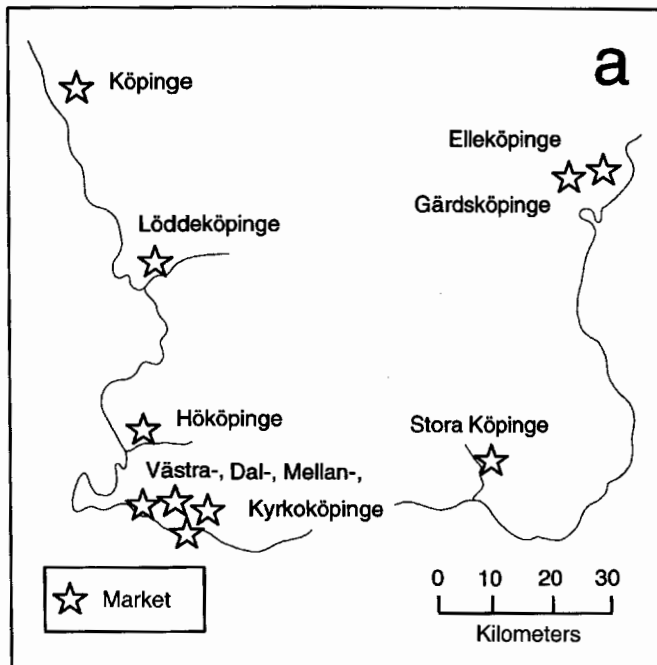 a
Köpinge
Elleköpinge
Gärdsköpinge
Löddeköpinge
Hököpinge
Stora Köpinge
Västra-, Dal-, Mellan-,
Kyrkoköpinge
Market
0 10 20 30
Kilometers